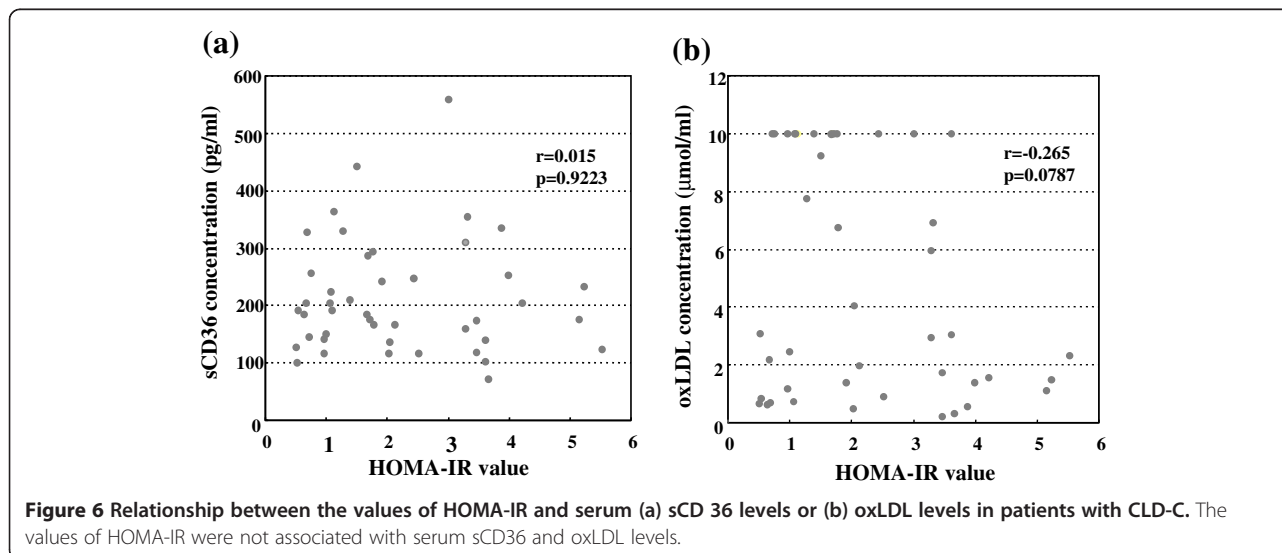 (a)
600
500
400
300
200
100
0
sCD36 concentration (pg/ml)
r=0.015
p=0.9223
0 1 2 3 4 5 6
HOMA-IR value
(b)
12
10
8
6
4
2
0
oxLDL concentration (μmol/ml)
r=-0.265
p=0.0787
0 1 2 3 4 5 6
HOMA-IR value
Figure 6 Relationship between the values of HOMA-IR and serum (a) sCD 36 levels or (b) oxLDL levels in patients with CLD-C. The
values of HOMA-IR were not associated with serum sCD36 and oxLDL levels.